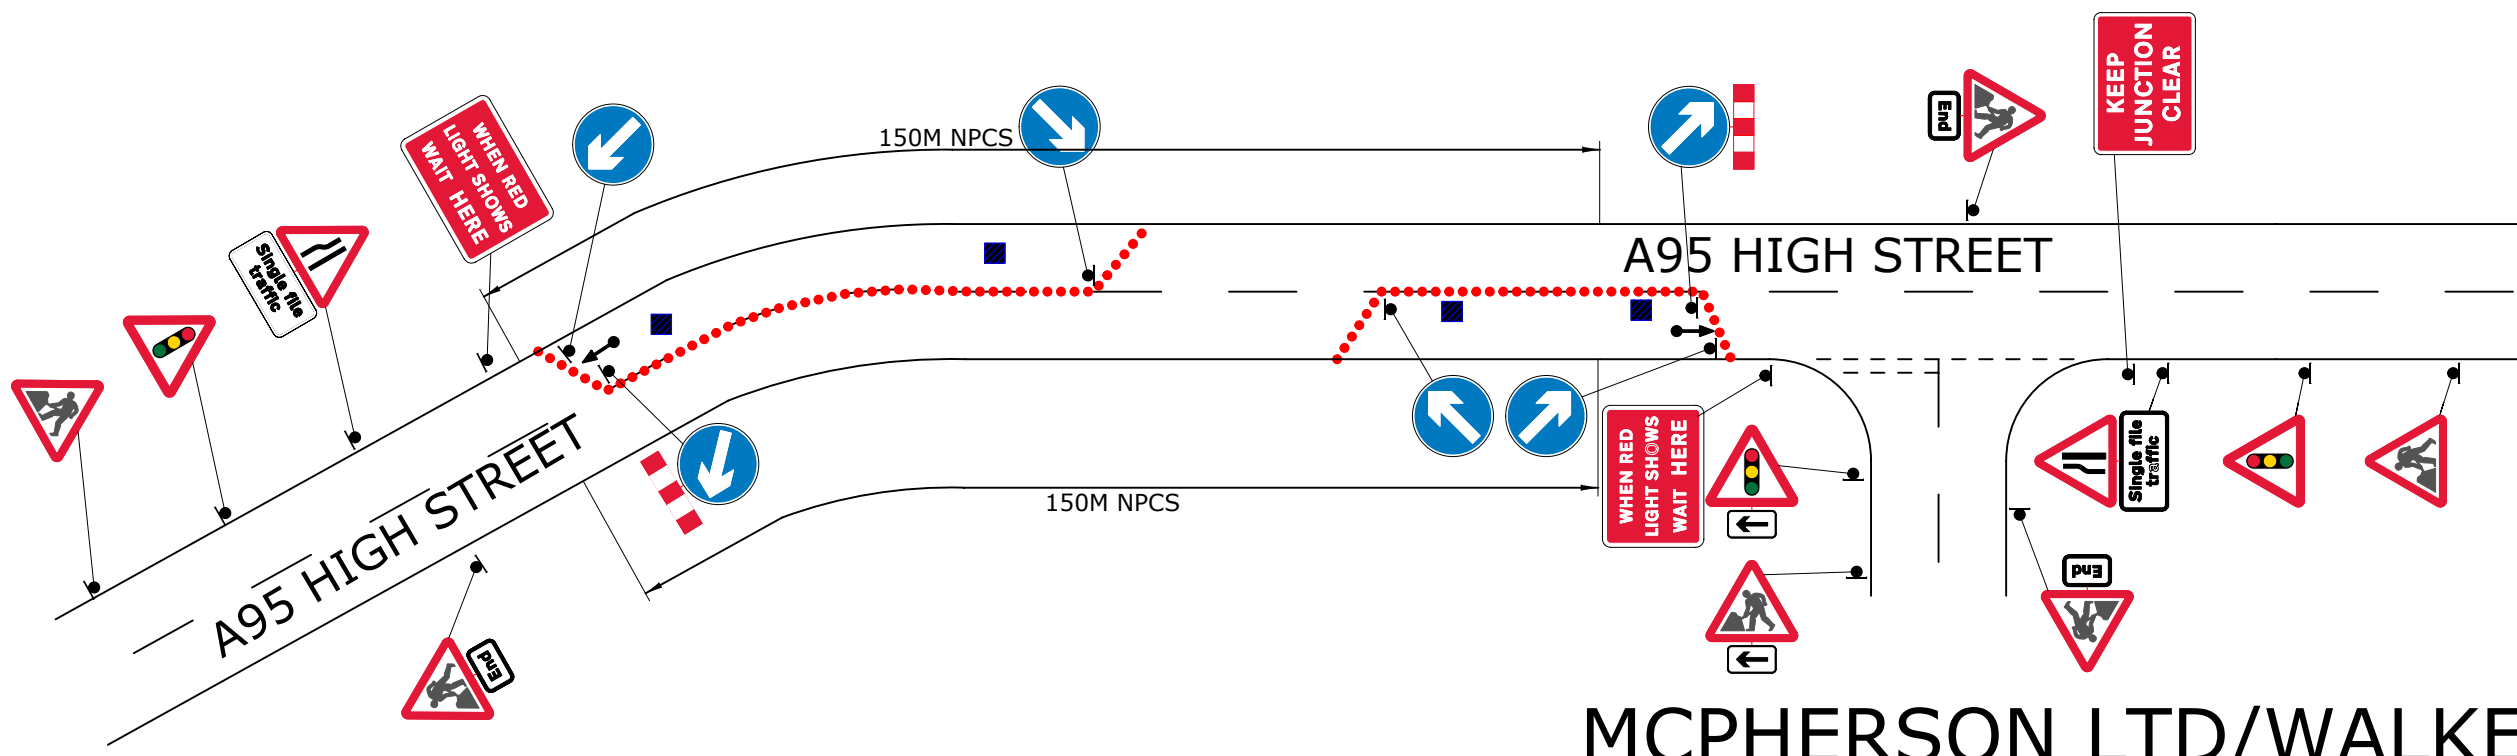 KEEP
JUNCTION
CLEAR
End
150M NPCS
WHEN RED
LIGHT SHOWS
WAIT HERE
Single file
traffic
A95 HIGH STREET
A95 HIGH STREET
150M NPCS
WHEN RED
LIGHT SHOWS
WAIT HERE
Single file
traffic
End
End
MCPHERSON LTD/WALKE